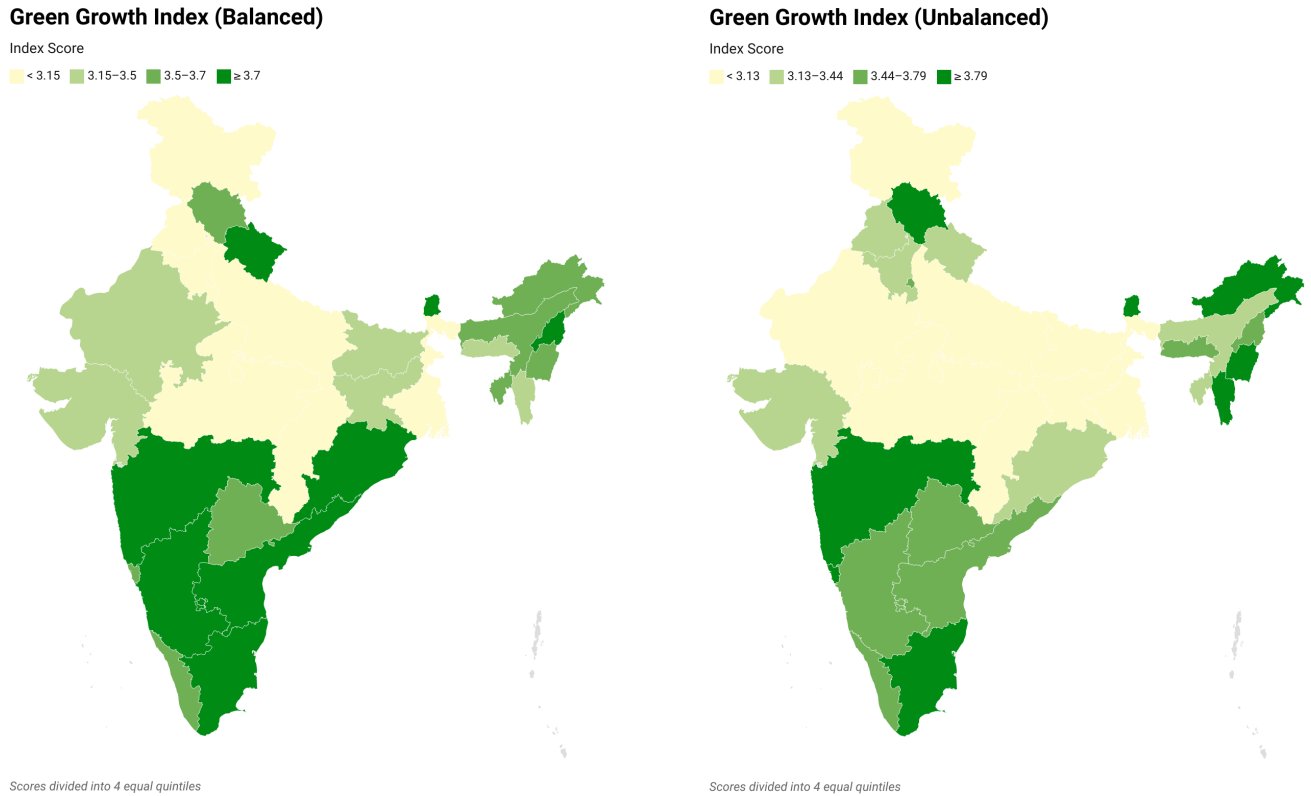 Green Growth Index (Balanced)
Index Score
< 3.15 3.15–3.5 3.5–3.7 ≥ 3.7
Scores divided into 4 equal quintiles
Green Growth Index (Unbalanced)
Index Score
< 3.13 3.13–3.44 3.44–3.79 ≥ 3.79
Scores divided into 4 equal quintiles